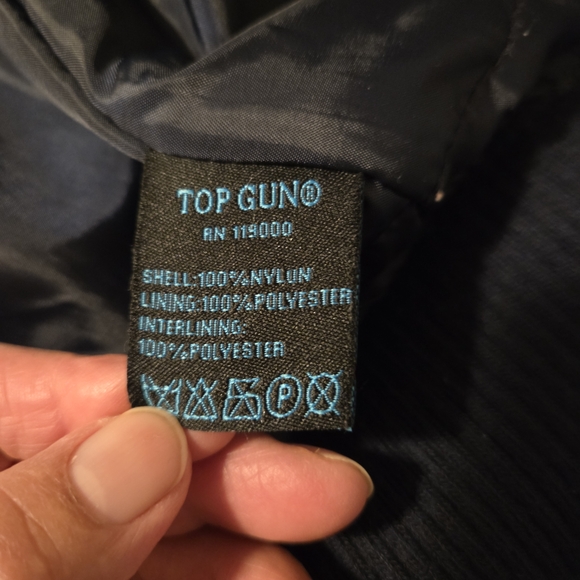 TOP GUN®
RN 119000
SHELL:100%NYLON
LINING:100%POLYESTER
INTERLINING:
100%POLYESTER
P